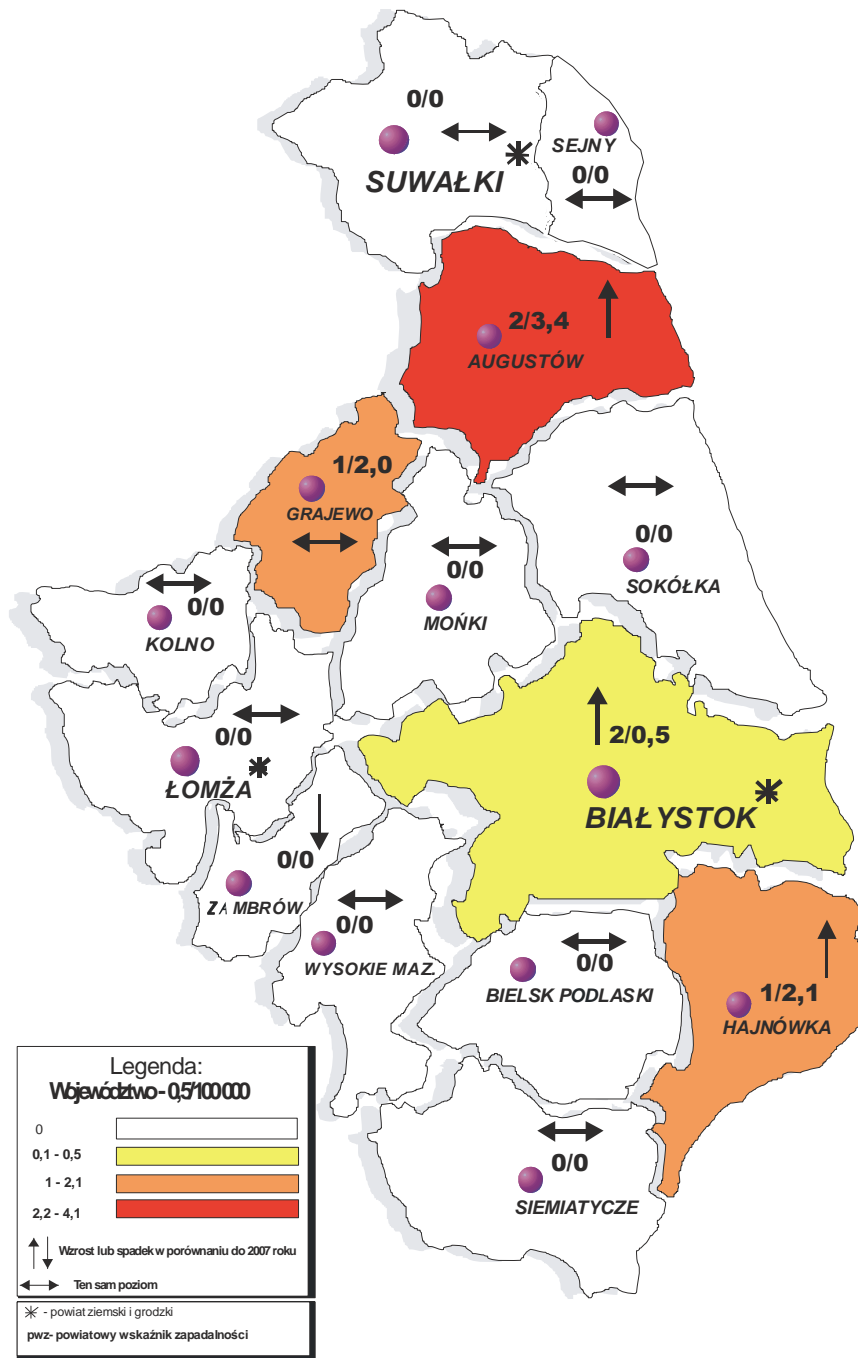 0/0
SUWAŁKI
SEJNY
0/0
2/3,4
AUGUSTÓW
1/2,0
GRAJEWO
0/0
SOKÓŁKA
0/0
MOŃKI
0/0
KOLNO
0/0
ŁOMŻA
2/0,5
BIAŁYSTOK
0/0
ZAMBRÓW
0/0
WYSOKIE MAZ.
0/0
BIELSK PODLASKI
1/2,1
HAJNÓWKA
0/0
SIEMIATYCZE
Legenda:
Województwo - 0,5/100 000
0
0,1 - 0,5
1 - 2,1
2,2 - 4,1
Wzrost lub spadek w porównaniu do 2007 roku
Ten sam poziom
- powiat ziemski i grodzki
pwz- powiatowy wskaźnik zapadalności